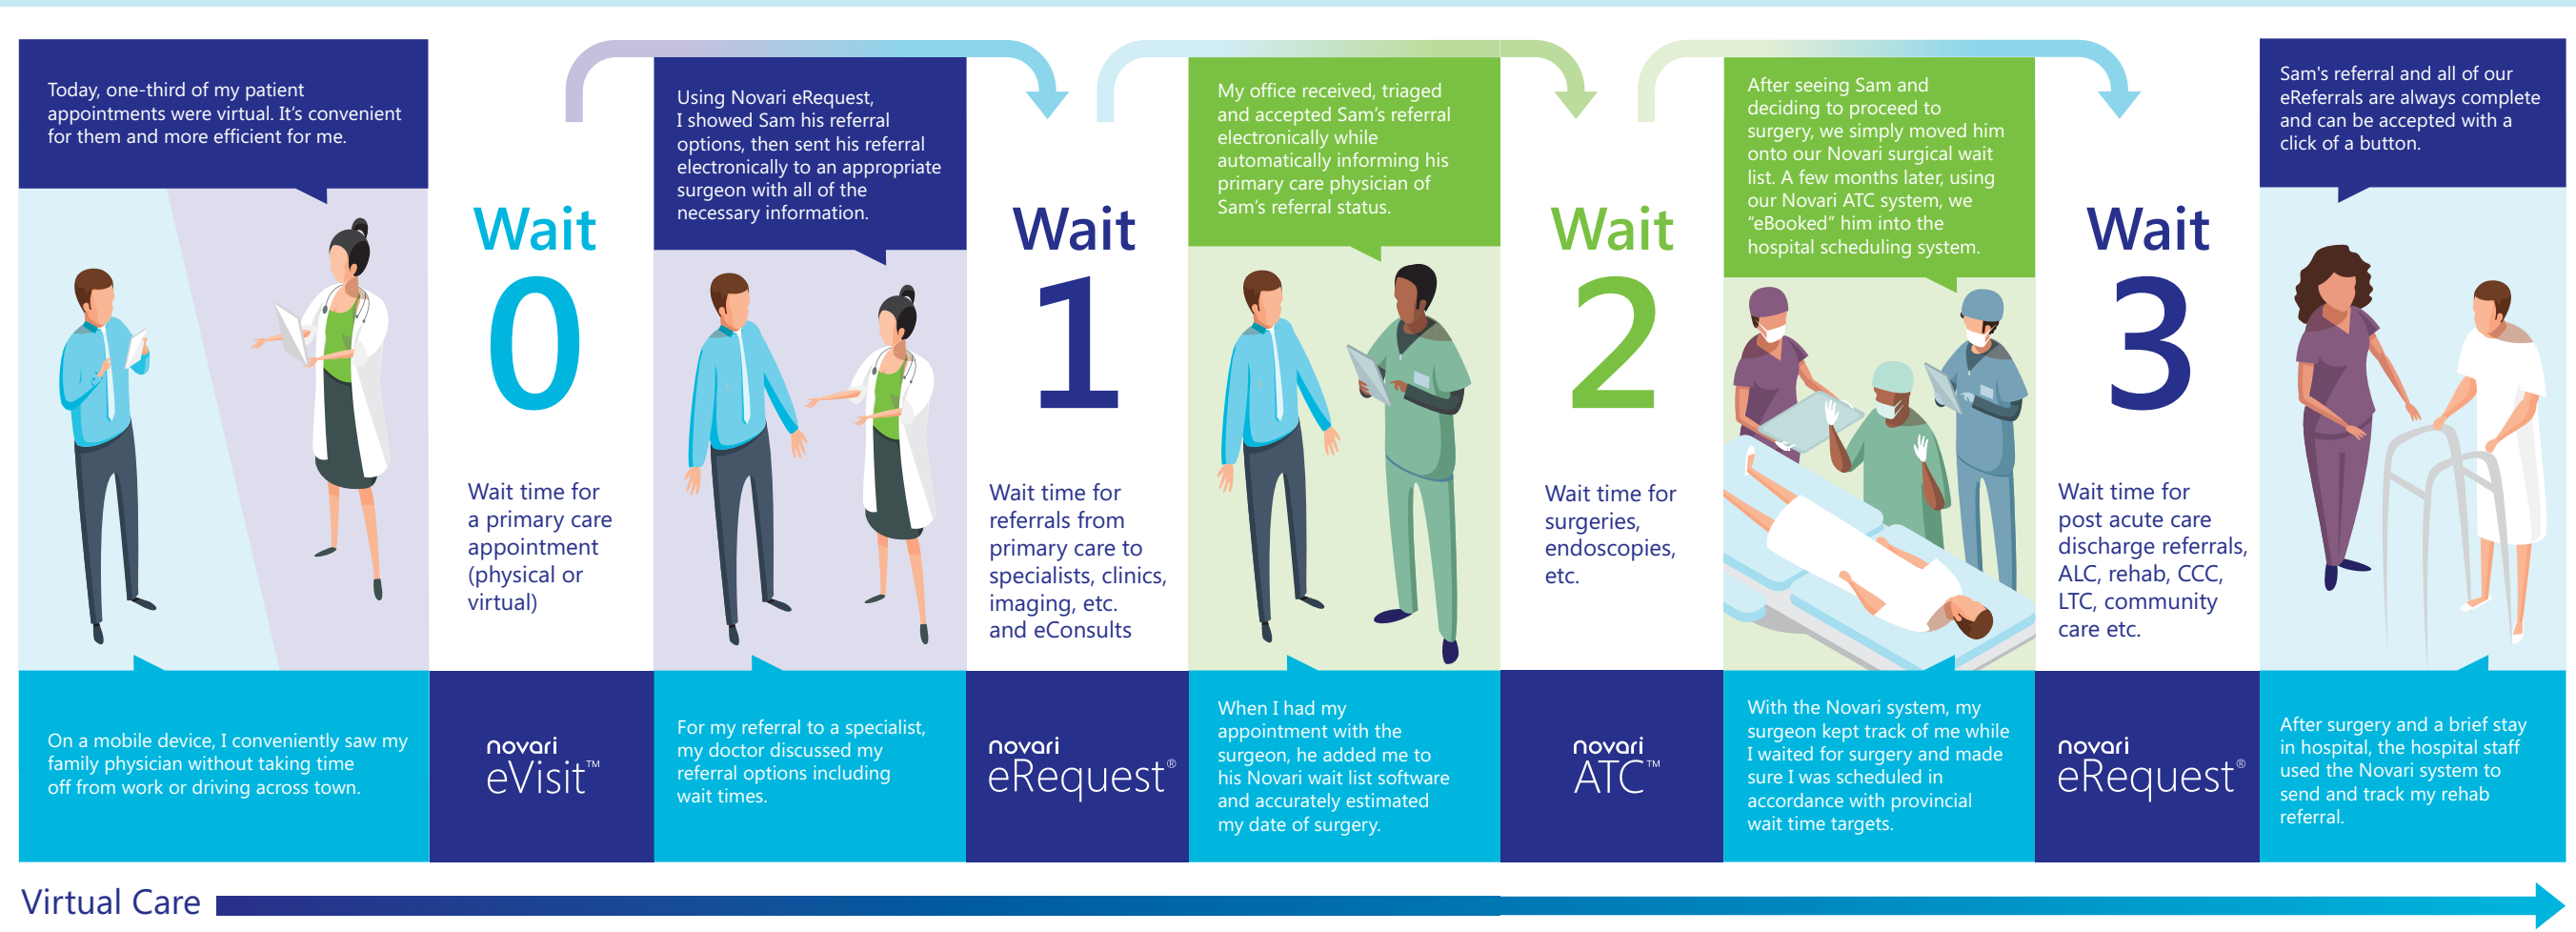 Today, one-third of my patient
appointments were virtual. It's convenient
for them and more efficient for me.
On a mobile device, I conveniently saw my
family physician without taking time
off from work or driving across town.
Wait
0
Wait time for
a primary care
appointment
(physical or
virtual)
novari
eVisit™
Using Novari eRequest,
I showed Sam his referral
options, then sent his referral
electronically to an appropriate
surgeon with all of the
necessary information.
For my referral to a specialist,
my doctor discussed my
referral options including
wait times.
Wait
1
Wait time for
referrals from
primary care to
specialists, clinics,
imaging, etc.
and eConsults
novari
eRequest®
My office received, triaged
and accepted Sam's referral
electronically while
automatically informing his
primary care physician of
Sam's referral status.
When I had my
appointment with the
surgeon, he added me to
his Novari wait list software
and accurately estimated
my date of surgery.
Wait
2
Wait time for
surgeries,
endoscopies,
etc.
novari
ATC™
After seeing Sam and
deciding to proceed to
surgery, we simply moved him
onto our Novari surgical wait
list. A few months later, using
our Novari ATC system, we
“eBooked” him into the
hospital scheduling system.
With the Novari system, my
surgeon kept track of me while
I waited for surgery and made
sure I was scheduled in
accordance with provincial
wait time targets.
Wait
3
Wait time for
post acute care
discharge referrals,
ALC, rehab, CCC,
LTC, community
care etc.
novari
eRequest®
Sam's referral and all of our
eReferrals are always complete
and can be accepted with a
click of a button.
After surgery and a brief stay
in hospital, the hospital staff
used the Novari system to
send and track my rehab
referral.
Virtual Care